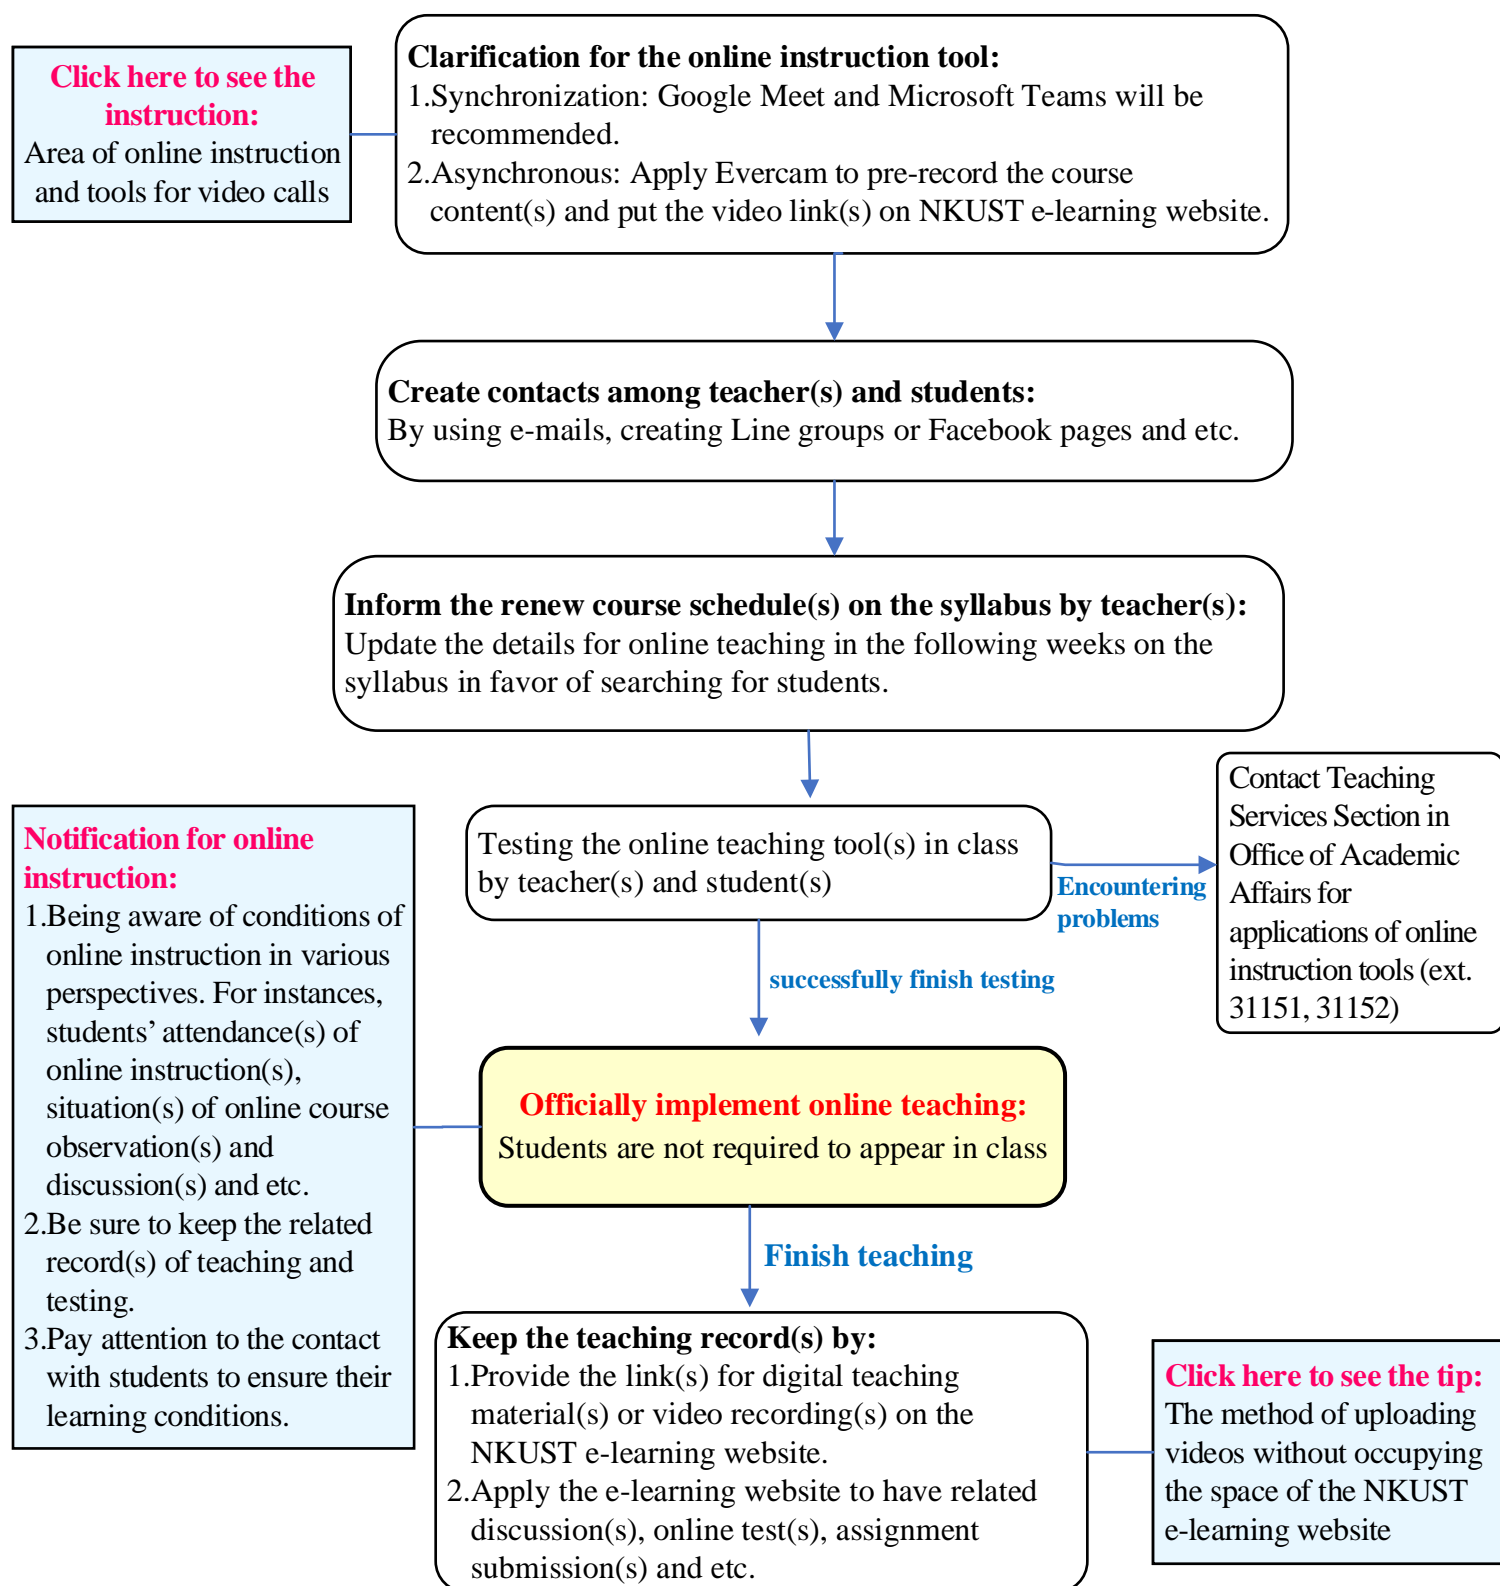 Click here to see the
instruction:
Area of online instruction
and tools for video calls
Clarification for the online instruction tool:
1.Synchronization: Google Meet and Microsoft Teams will be
recommended.
2.Asynchronous: Apply Evercam to pre-record the course
content(s) and put the video link(s) on NKUST e-learning website.
Create contacts among teacher(s) and students:
By using e-mails, creating Line groups or Facebook pages and etc.
Inform the renew course schedule(s) on the syllabus by teacher(s):
Update the details for online teaching in the following weeks on the
syllabus in favor of searching for students.
Testing the online teaching tool(s) in class
by teacher(s) and student(s)
Encountering
problems
Contact Teaching
Services Section in
Office of Academic
Affairs for
applications of online
instruction tools (ext.
31151, 31152)
successfully finish testing
Notification for online
instruction:
1.Being aware of conditions of
online instruction in various
perspectives. For instances,
students’ attendance(s) of
online instruction(s),
situation(s) of online course
observation(s) and
discussion(s) and etc.
2.Be sure to keep the related
record(s) of teaching and
testing.
3.Pay attention to the contact
with students to ensure their
learning conditions.
Officially implement online teaching:
Students are not required to appear in class
Finish teaching
Keep the teaching record(s) by:
1.Provide the link(s) for digital teaching
material(s) or video recording(s) on the
NKUST e-learning website.
2.Apply the e-learning website to have related
discussion(s), online test(s), assignment
submission(s) and etc.
Click here to see the tip:
The method of uploading
videos without occupying
the space of the NKUST
e-learning website